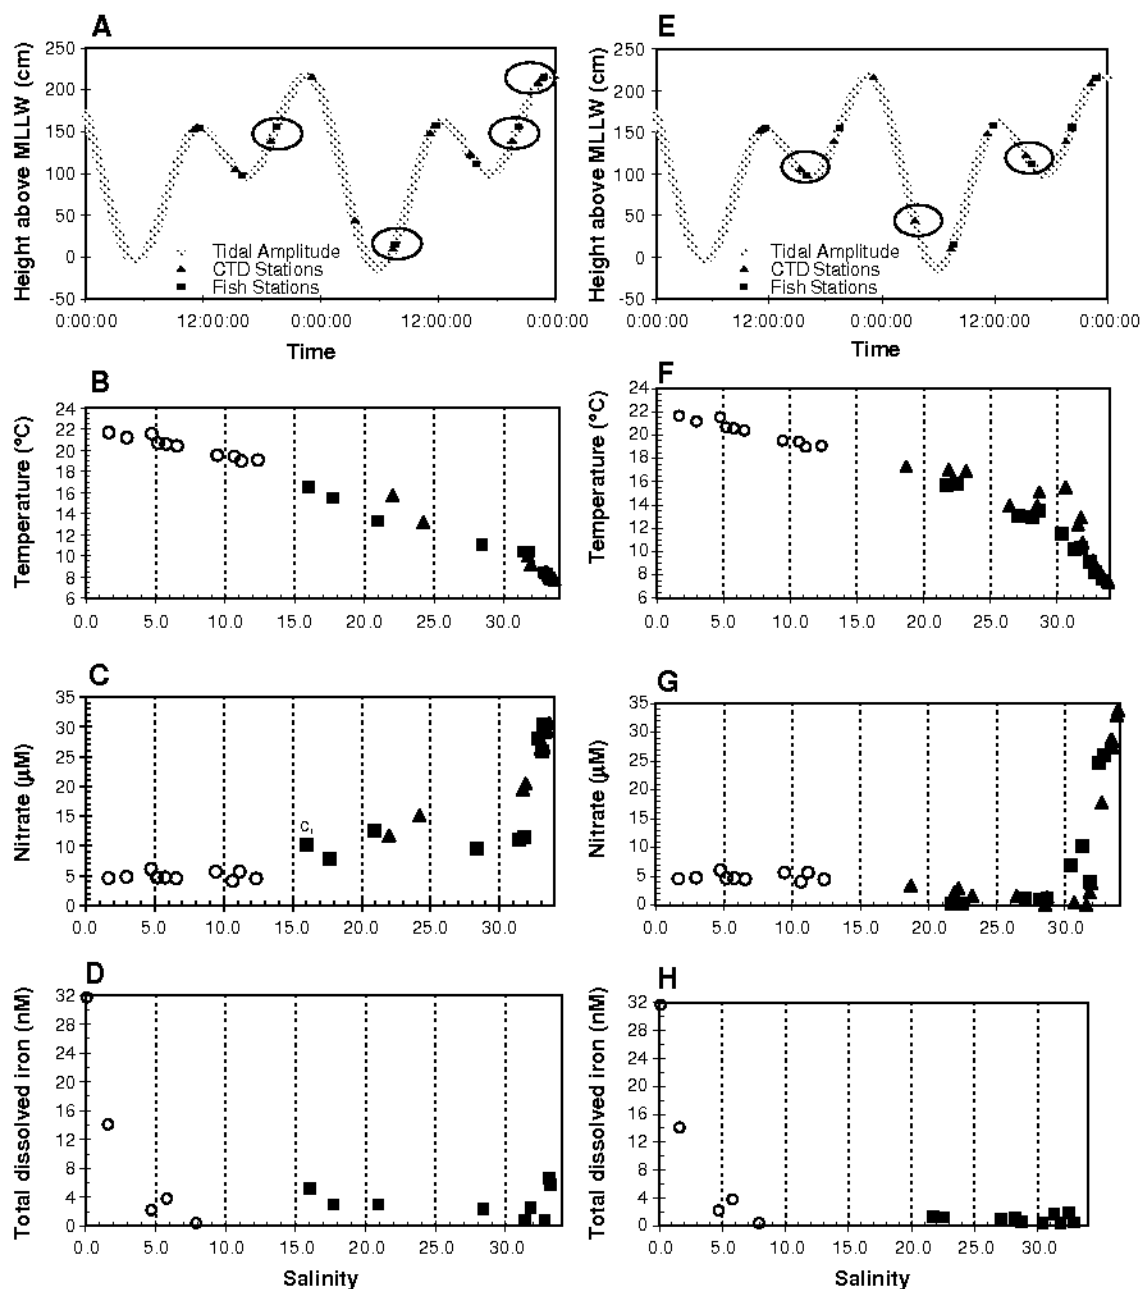 A
Height above MLLW (cm)
250
200
150
100
50
0
-50
Tidal Amplitude
CTD Stations
Fish Stations
0:00:00 12:00:00 0:00:00 12:00:00 0:00:00
Time
E
Height above MLLW (cm)
250
200
150
100
50
0
-50
Tidal Amplitude
CTD Stations
Fish Stations
0:00:00 12:00:00 0:00:00 12:00:00 0:00:00
Time
B
Temperature (°C)
24
22
20
18
16
14
12
10
8
6
0.0 5.0 10.0 15.0 20.0 25.0 30.0
F
Temperature (°C)
24
22
20
18
16
14
12
10
8
6
0.0 5.0 10.0 15.0 20.0 25.0 30.0
C
Nitrate (μM)
35
30
25
20
15
10
5
0
0.0 5.0 10.0 15.0 20.0 25.0 30.0
G
Nitrate (μM)
35
30
25
20
15
10
5
0
0.0 5.0 10.0 15.0 20.0 25.0 30.0
D
Total dissolved iron (nM)
32
28
24
20
16
12
8
4
0
0.0 5.0 10.0 15.0 20.0 25.0 30.0
Salinity
H
Total dissolved iron (nM)
32
28
24
20
16
12
8
4
0
0.0 5.0 10.0 15.0 20.0 25.0 30.0
Salinity